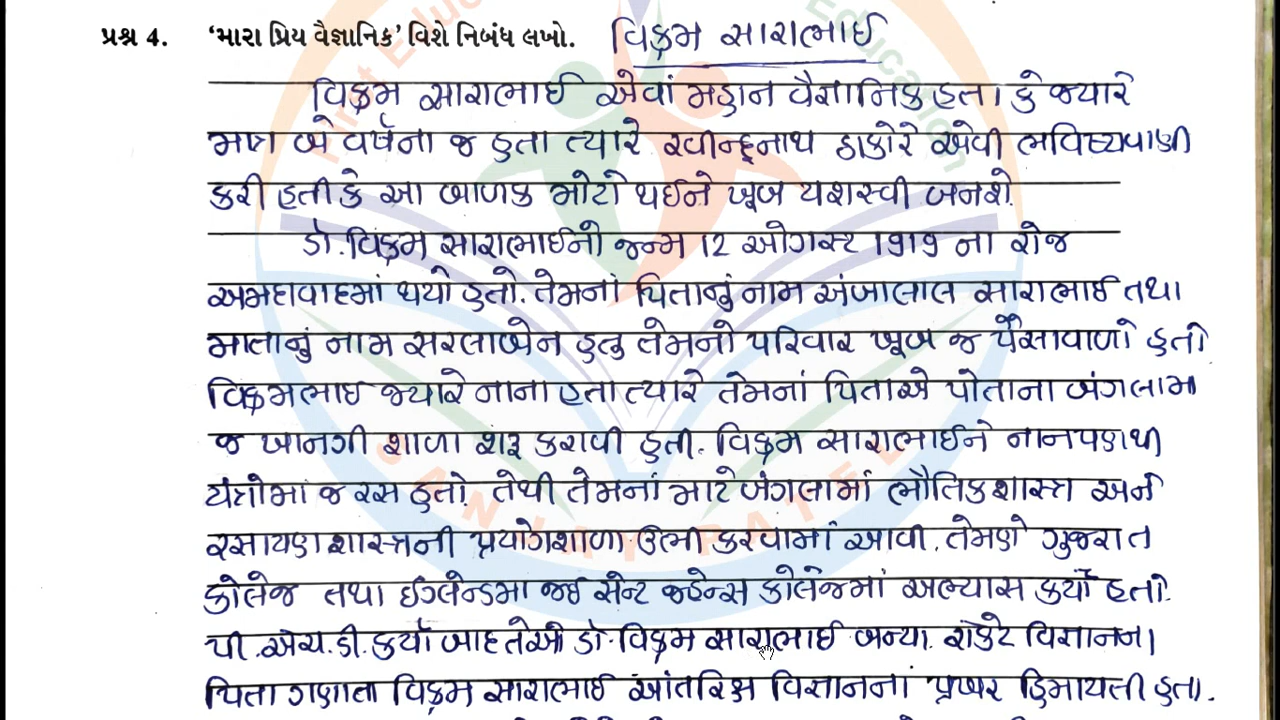 પ્રશ્ન 4. 'મારા પ્રિય વૈજ્ઞાનિક' વિશે નિબંધ લખો. વિક્રમ સારાભાઈ
વિક્રમ સારાભાઈ એવાં મહાન વૈજ્ઞાનિક હતા કે જ્યારે
માત્ર બે વર્ષના જ હતા ત્યારે રવીન્દ્રનાથ ઠાકોરે એવી ભવિષ્યવાણી
કરી હતી કે આ બાળક મોટો થઈને ખૂબ યશસ્વી બનશે.
ડૉ. વિક્રમ સારાભાઈનો જન્મ 12 ઓગસ્ટ 1919 ના રોજ
અમદાવાદમાં થયો હતો. તેમનાં પિતાનું નામ અંબાલાલ સારાભાઈ તથા
માતાનું નામ સરલાબેન હતુ તેમનો પરિવાર ખૂબ જ પૈસાવાળો હતો
વિક્રમભાઇ જ્યારે નાના હતા ત્યારે તેમનાં પિતાએ પોતાના બંગલામા
જ ખાનગી શાળા શરૂ કરાવી હતી. વિક્રમ સારાભાઈને નાનપણથી
યંત્રોમાં જ રસ હતો. તેથી તેમનાં માટે બંગલામાં ભૌતિકશાસ્ત્ર અને
રસાયણશાસ્ત્રની પ્રયોગશાળા ઉભી કરવામાં આવી. તેમણે ગુજરાત
કોલેજ તથા ઈંગ્લેન્ડમા જઈ સેન્ટ કોલેજમાં અભ્યાસ કર્યો હતો.
પી.એચ.ડી. કર્યા બાદ તેઓ ડૉ. વિક્રમ સારાભાઈ બન્યા. રોકેટ વિજ્ઞાનના
પિતા ગણાતા વિક્રમ સારાભાઈ આંતરિક્ષ વિજ્ઞાનનાં પ્રખર હિમાયતી હતા.